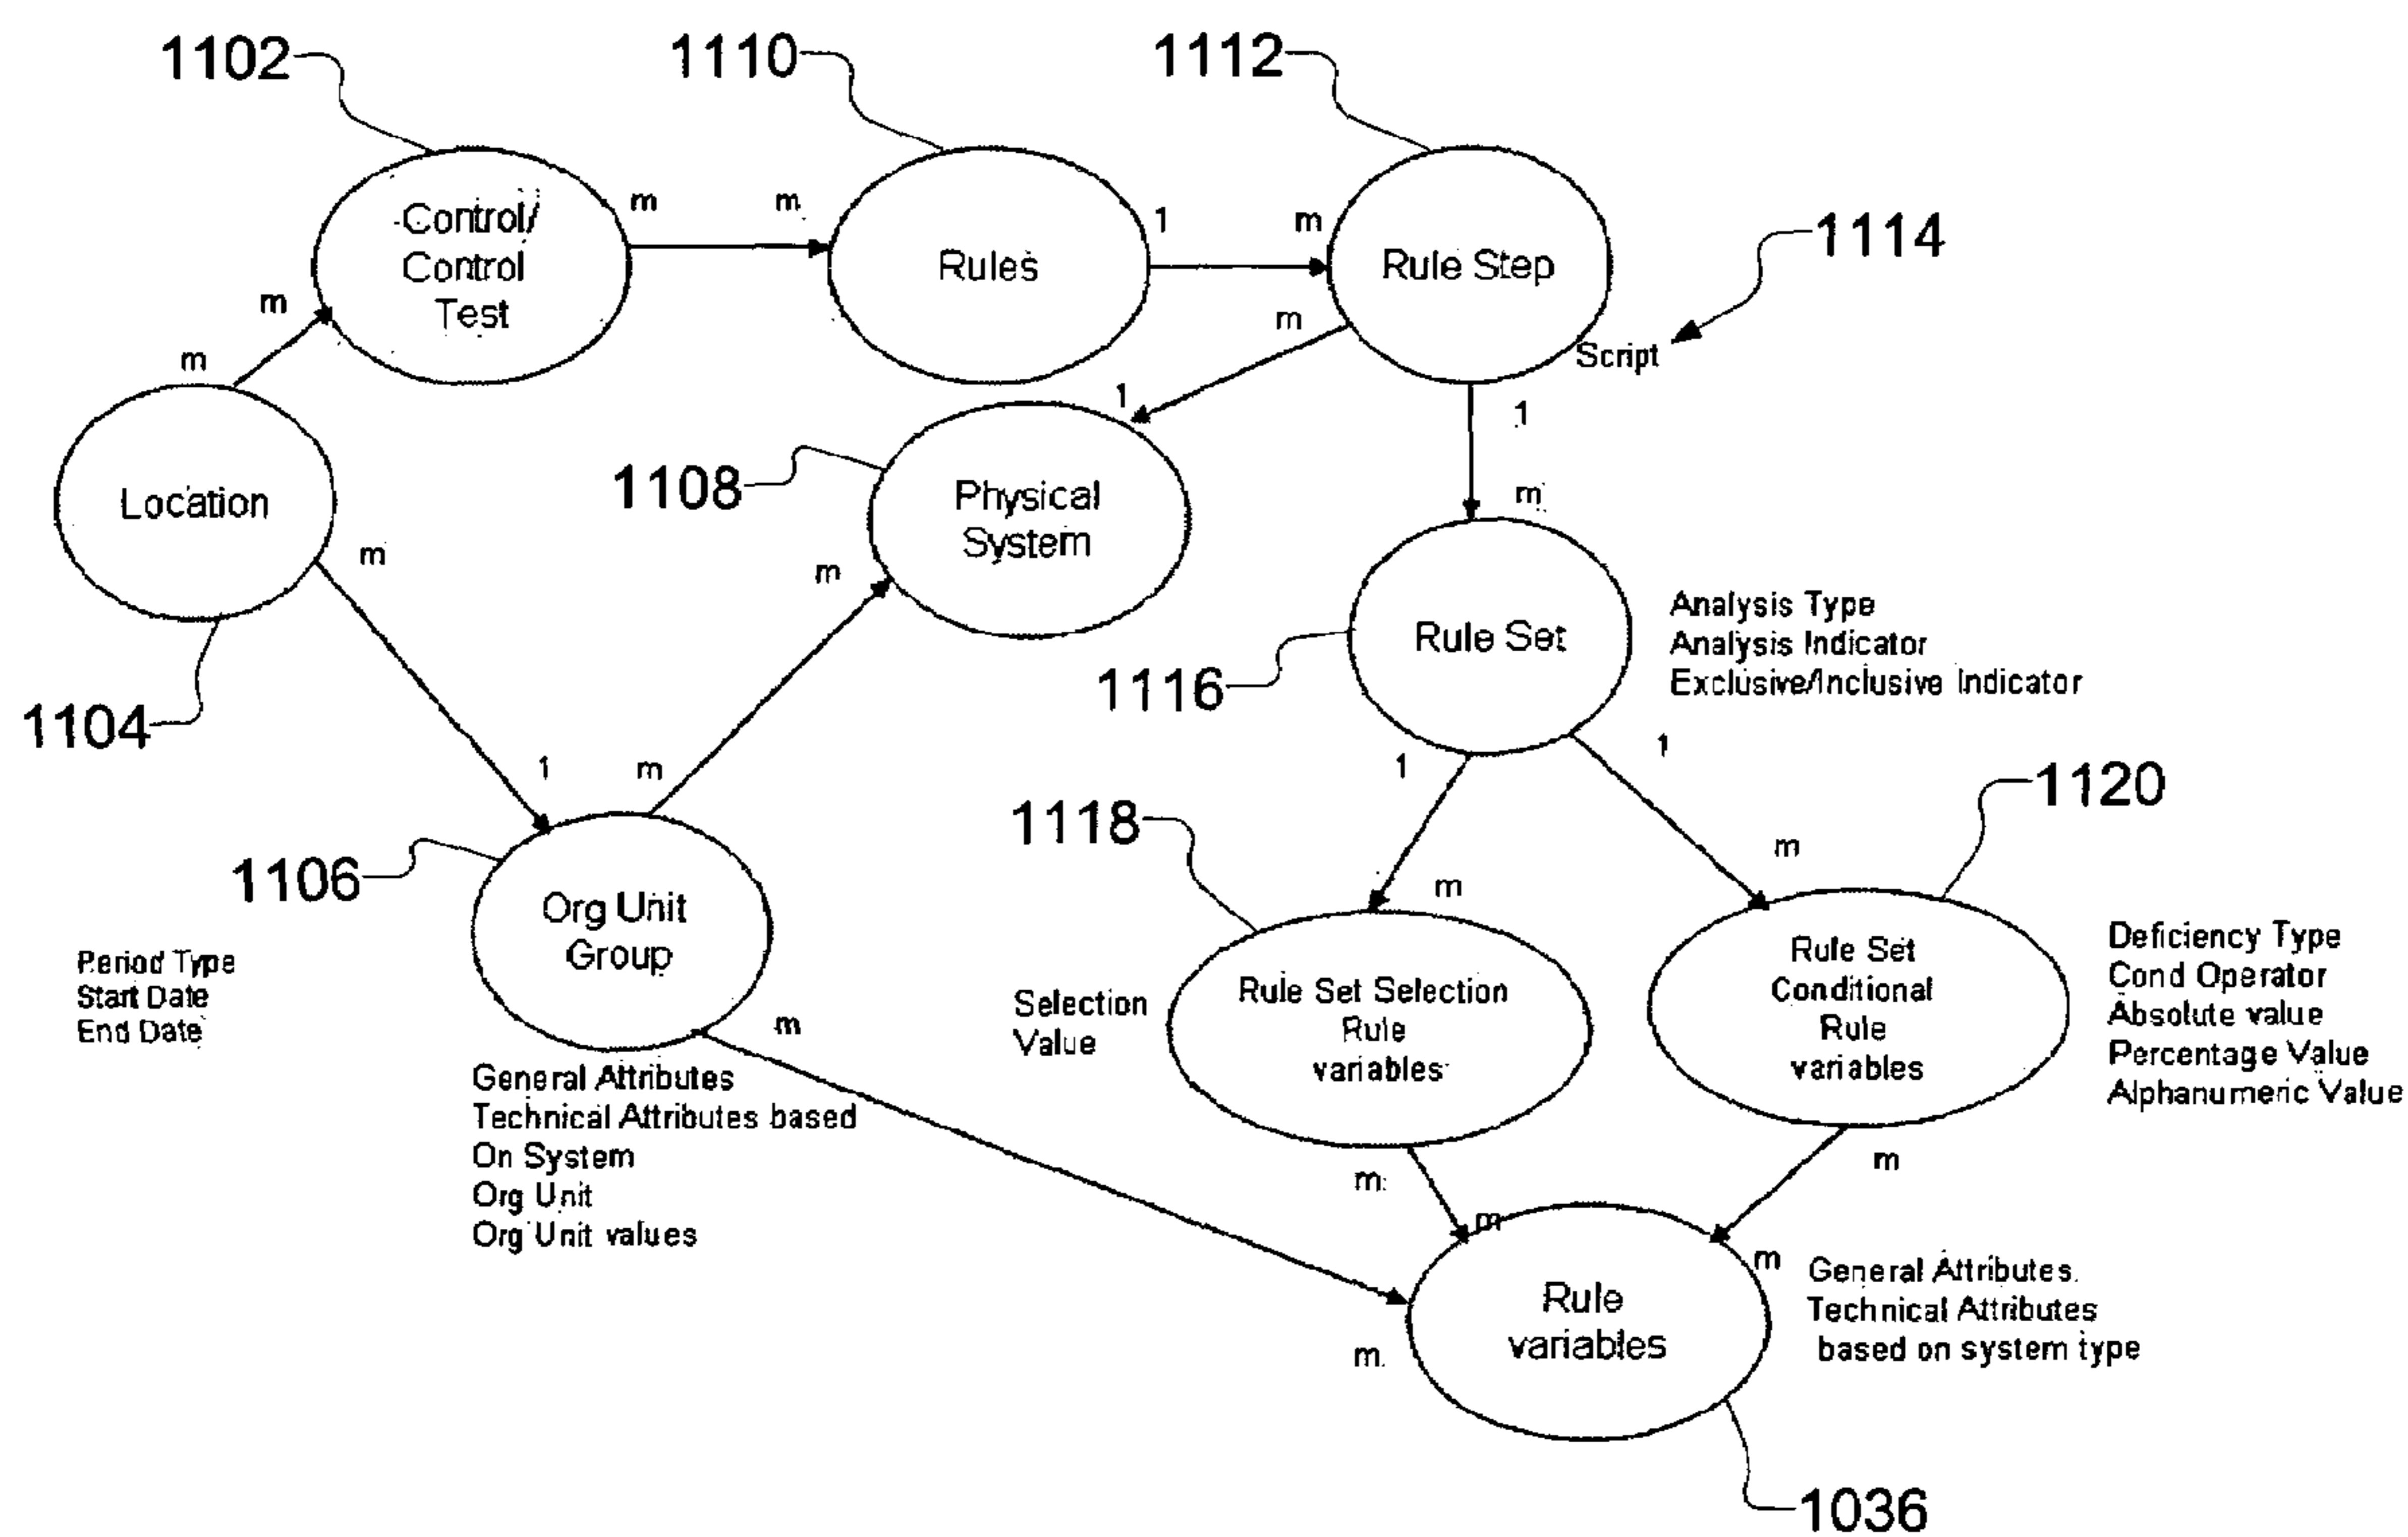 1102
1110
1112
Control/
Control
Test
m
m
Rules
1
m
Rule Step
1114
Script
m
m
m
1
1
m
Location
1104
m
1108
Physical
System
m
Rule Set
1116
Analysis Type
Analysis Indicator
Exclusive/Inclusive Indicator
1
m
1
1
1106
Org Unit
Group
Period Type
Start Date
End Date
m
General Attributes
Technical Attributes based
On System
Org Unit
Org Unit values
1118
m
m
1120
Selection
Value
Rule Set Selection
Rule
variables
Rule Set
Conditional
Rule
variables
Deficiency Type
Cond Operator
Absolute value
Percentage Value
Alphanumeric Value
m
m
m
m
m
Rule
variables
General Attributes
Technical Attributes
based on system type
1036